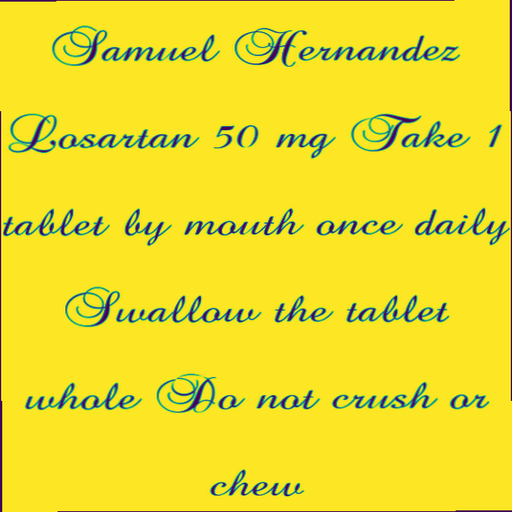 Samuel Hernandez
Losartan 50 mg Take 1
tablet by mouth once daily
Swallow the tablet
whole Do not crush or
chew